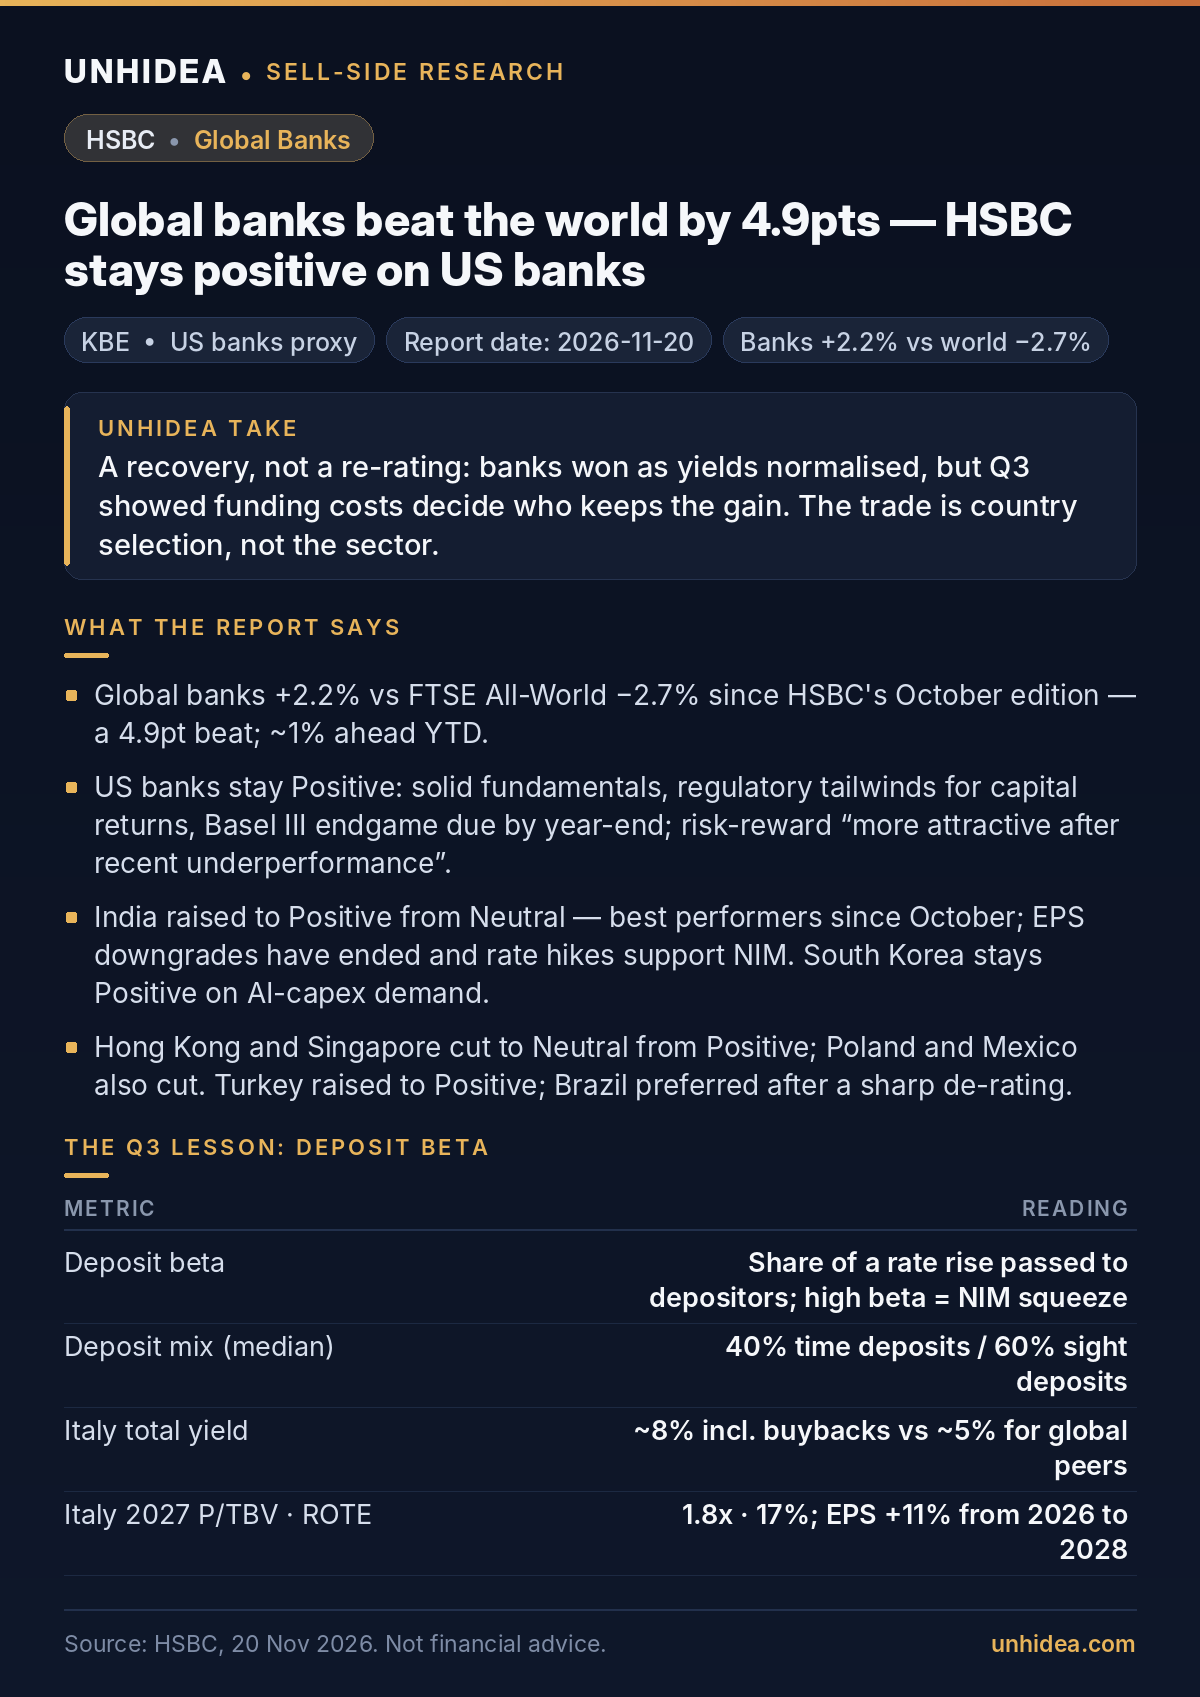 UNHIDEA • SELL-SIDE RESEARCH
HSBC • Global Banks
Global banks beat the world by 4.9pts — HSBC
stays positive on US banks
KBE • US banks proxy
Report date: 2026-11-20
Banks +2.2% vs world −2.7%
UNHIDEA TAKE
A recovery, not a re-rating: banks won as yields normalised, but Q3
showed funding costs decide who keeps the gain. The trade is country
selection, not the sector.
WHAT THE REPORT SAYS
Global banks +2.2% vs FTSE All-World −2.7% since HSBC's October edition —
a 4.9pt beat; ~1% ahead YTD.
US banks stay Positive: solid fundamentals, regulatory tailwinds for capital
returns, Basel III endgame due by year-end; risk-reward “more attractive after
recent underperformance”.
India raised to Positive from Neutral — best performers since October; EPS
downgrades have ended and rate hikes support NIM. South Korea stays
Positive on AI-capex demand.
Hong Kong and Singapore cut to Neutral from Positive; Poland and Mexico
also cut. Turkey raised to Positive; Brazil preferred after a sharp de-rating.
THE Q3 LESSON: DEPOSIT BETA
METRIC READING
Deposit beta Share of a rate rise passed to
depositors; high beta = NIM squeeze
Deposit mix (median) 40% time deposits / 60% sight
deposits
Italy total yield ~8% incl. buybacks vs ~5% for global
peers
Italy 2027 P/TBV · ROTE 1.8x · 17%; EPS +11% from 2026 to
2028
Source: HSBC, 20 Nov 2026. Not financial advice. unhidea.com